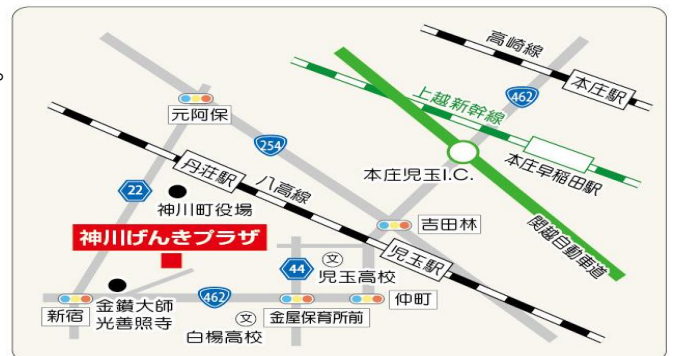 高崎線
本庄駅
462
上越新幹線
本庄早稲田駅
元阿保
254
本庄児玉I.C.
丹荘駅
八高線
22
神川町役場
吉田林
関越自動車道
神川げんきプラザ
児玉駅
文
児玉高校
44
462
仲町
新宿
金鑚大師
光善照寺
文
白楊高校
金屋保育所前